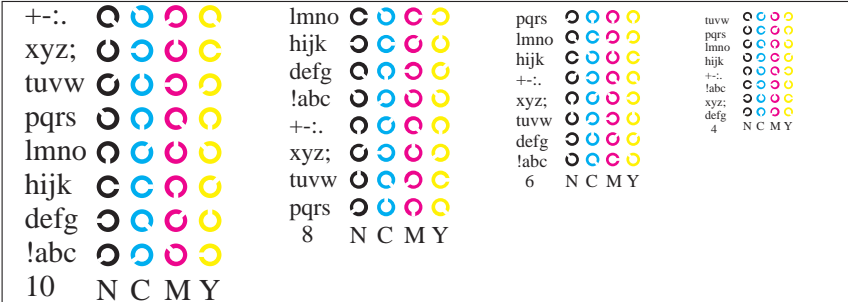 +-:.
xyz;
tuvw
pqrs
lmno
hijk
defg
!abc
10 N C M Y
lmno
hijk
defg
!abc
+-:.
xyz;
tuvw
pqrs
8 N C M Y
pqrs
lmno
hijk
+-:.
xyz;
tuvw
defg
!abc
6 N C M Y
tuvw
pqrs
lmno
hijk
+-:.
!abc
xyz;
defg
4 N C M Y